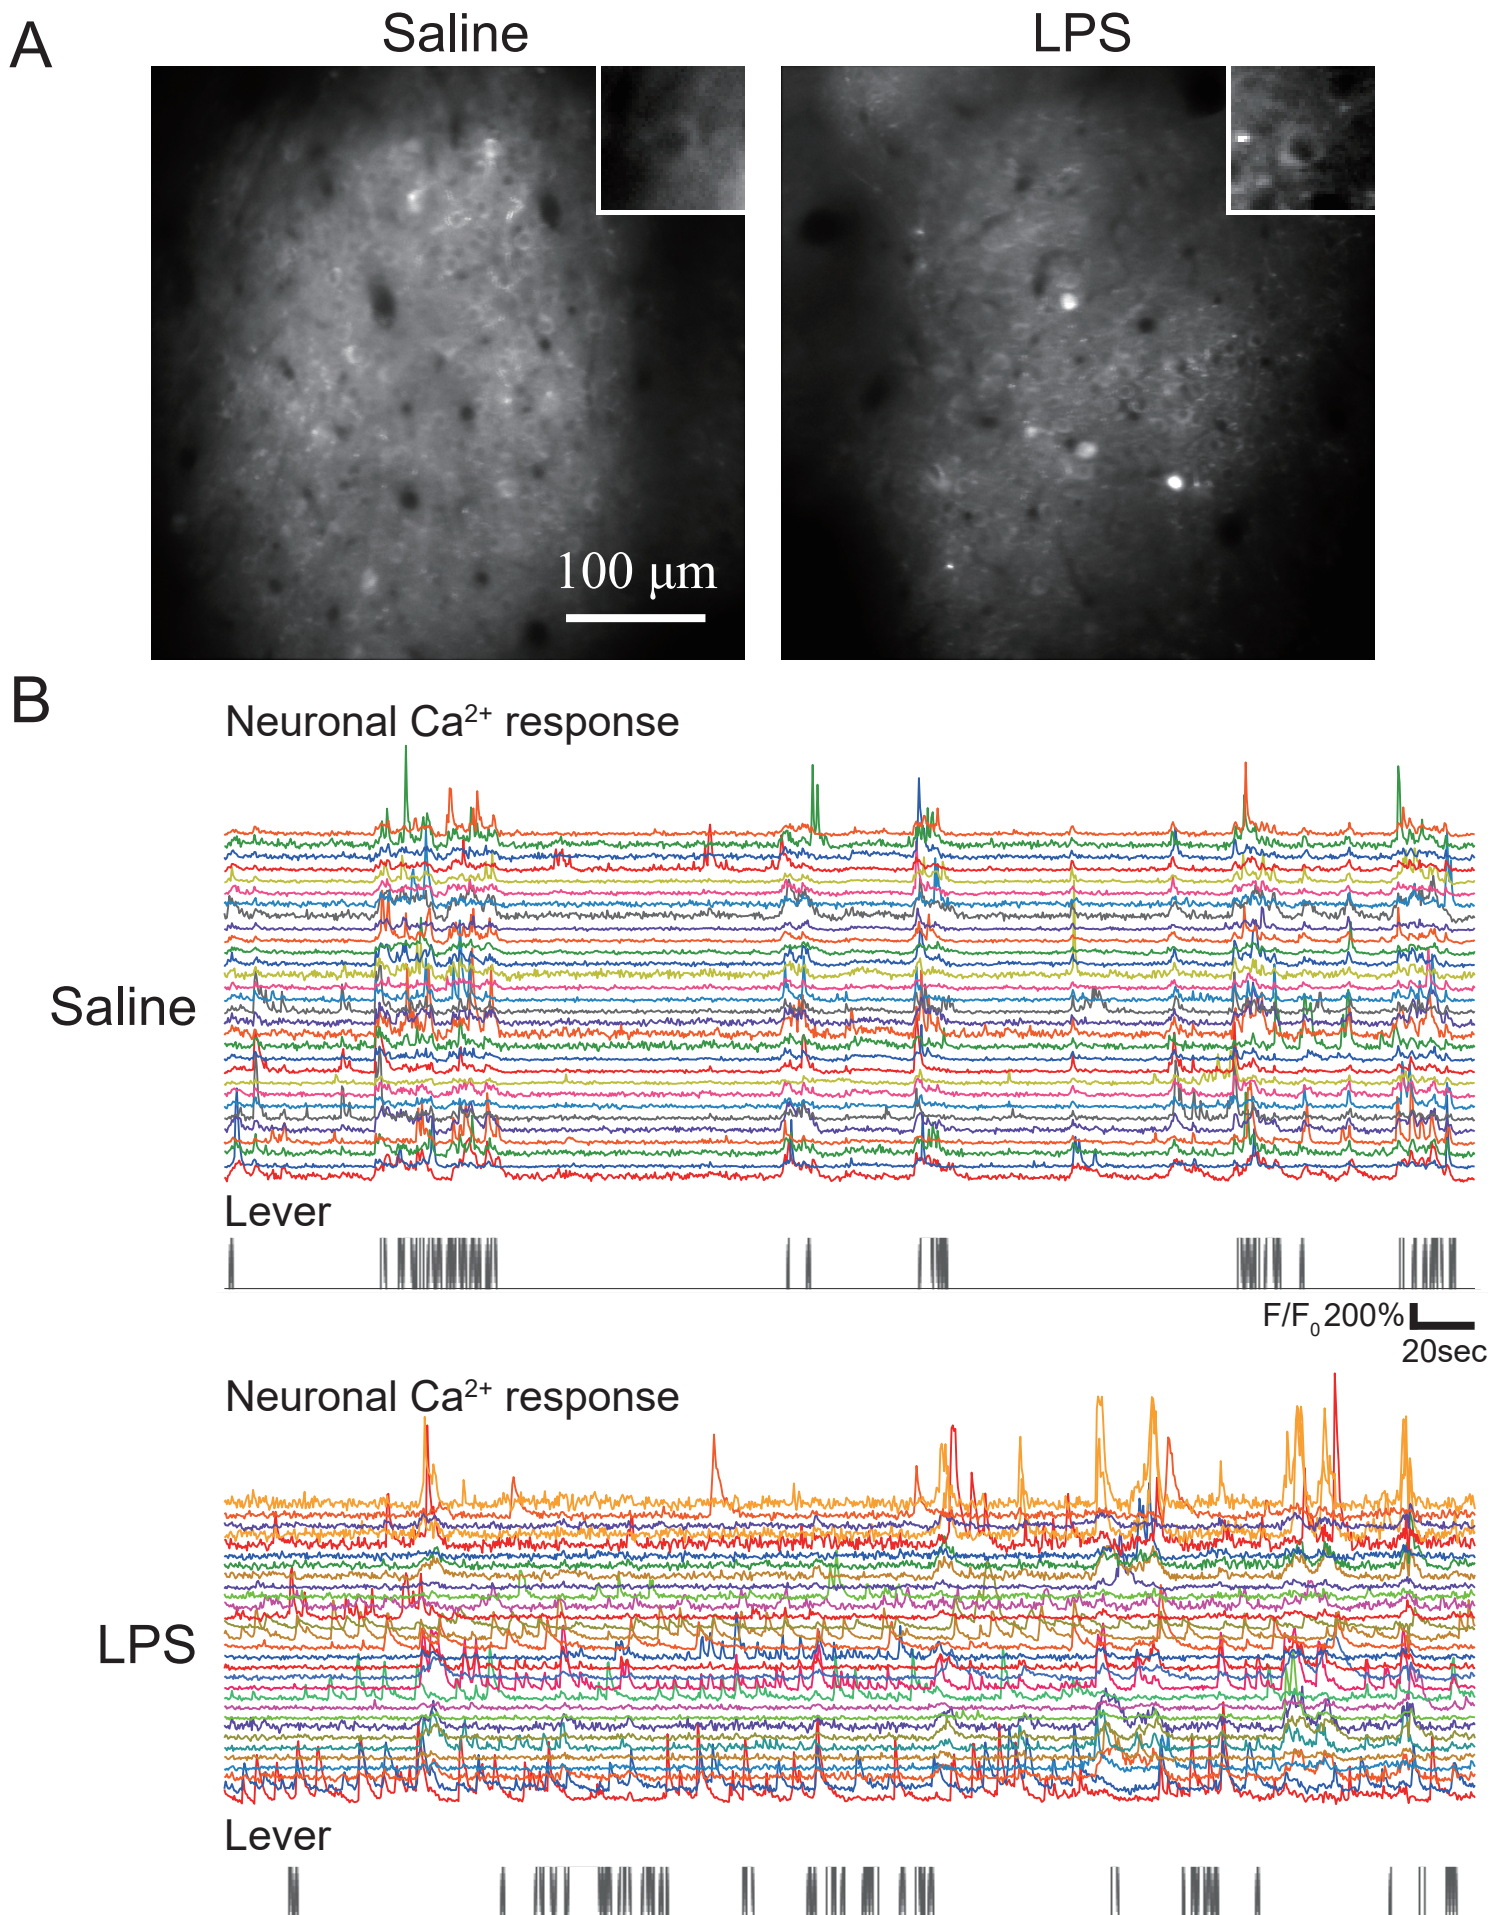 A
Saline
LPS
100 μm
B
Neuronal Ca²⁺ response
Saline
Lever
F/F₀ 200%
20sec
Neuronal Ca²⁺ response
LPS
Lever